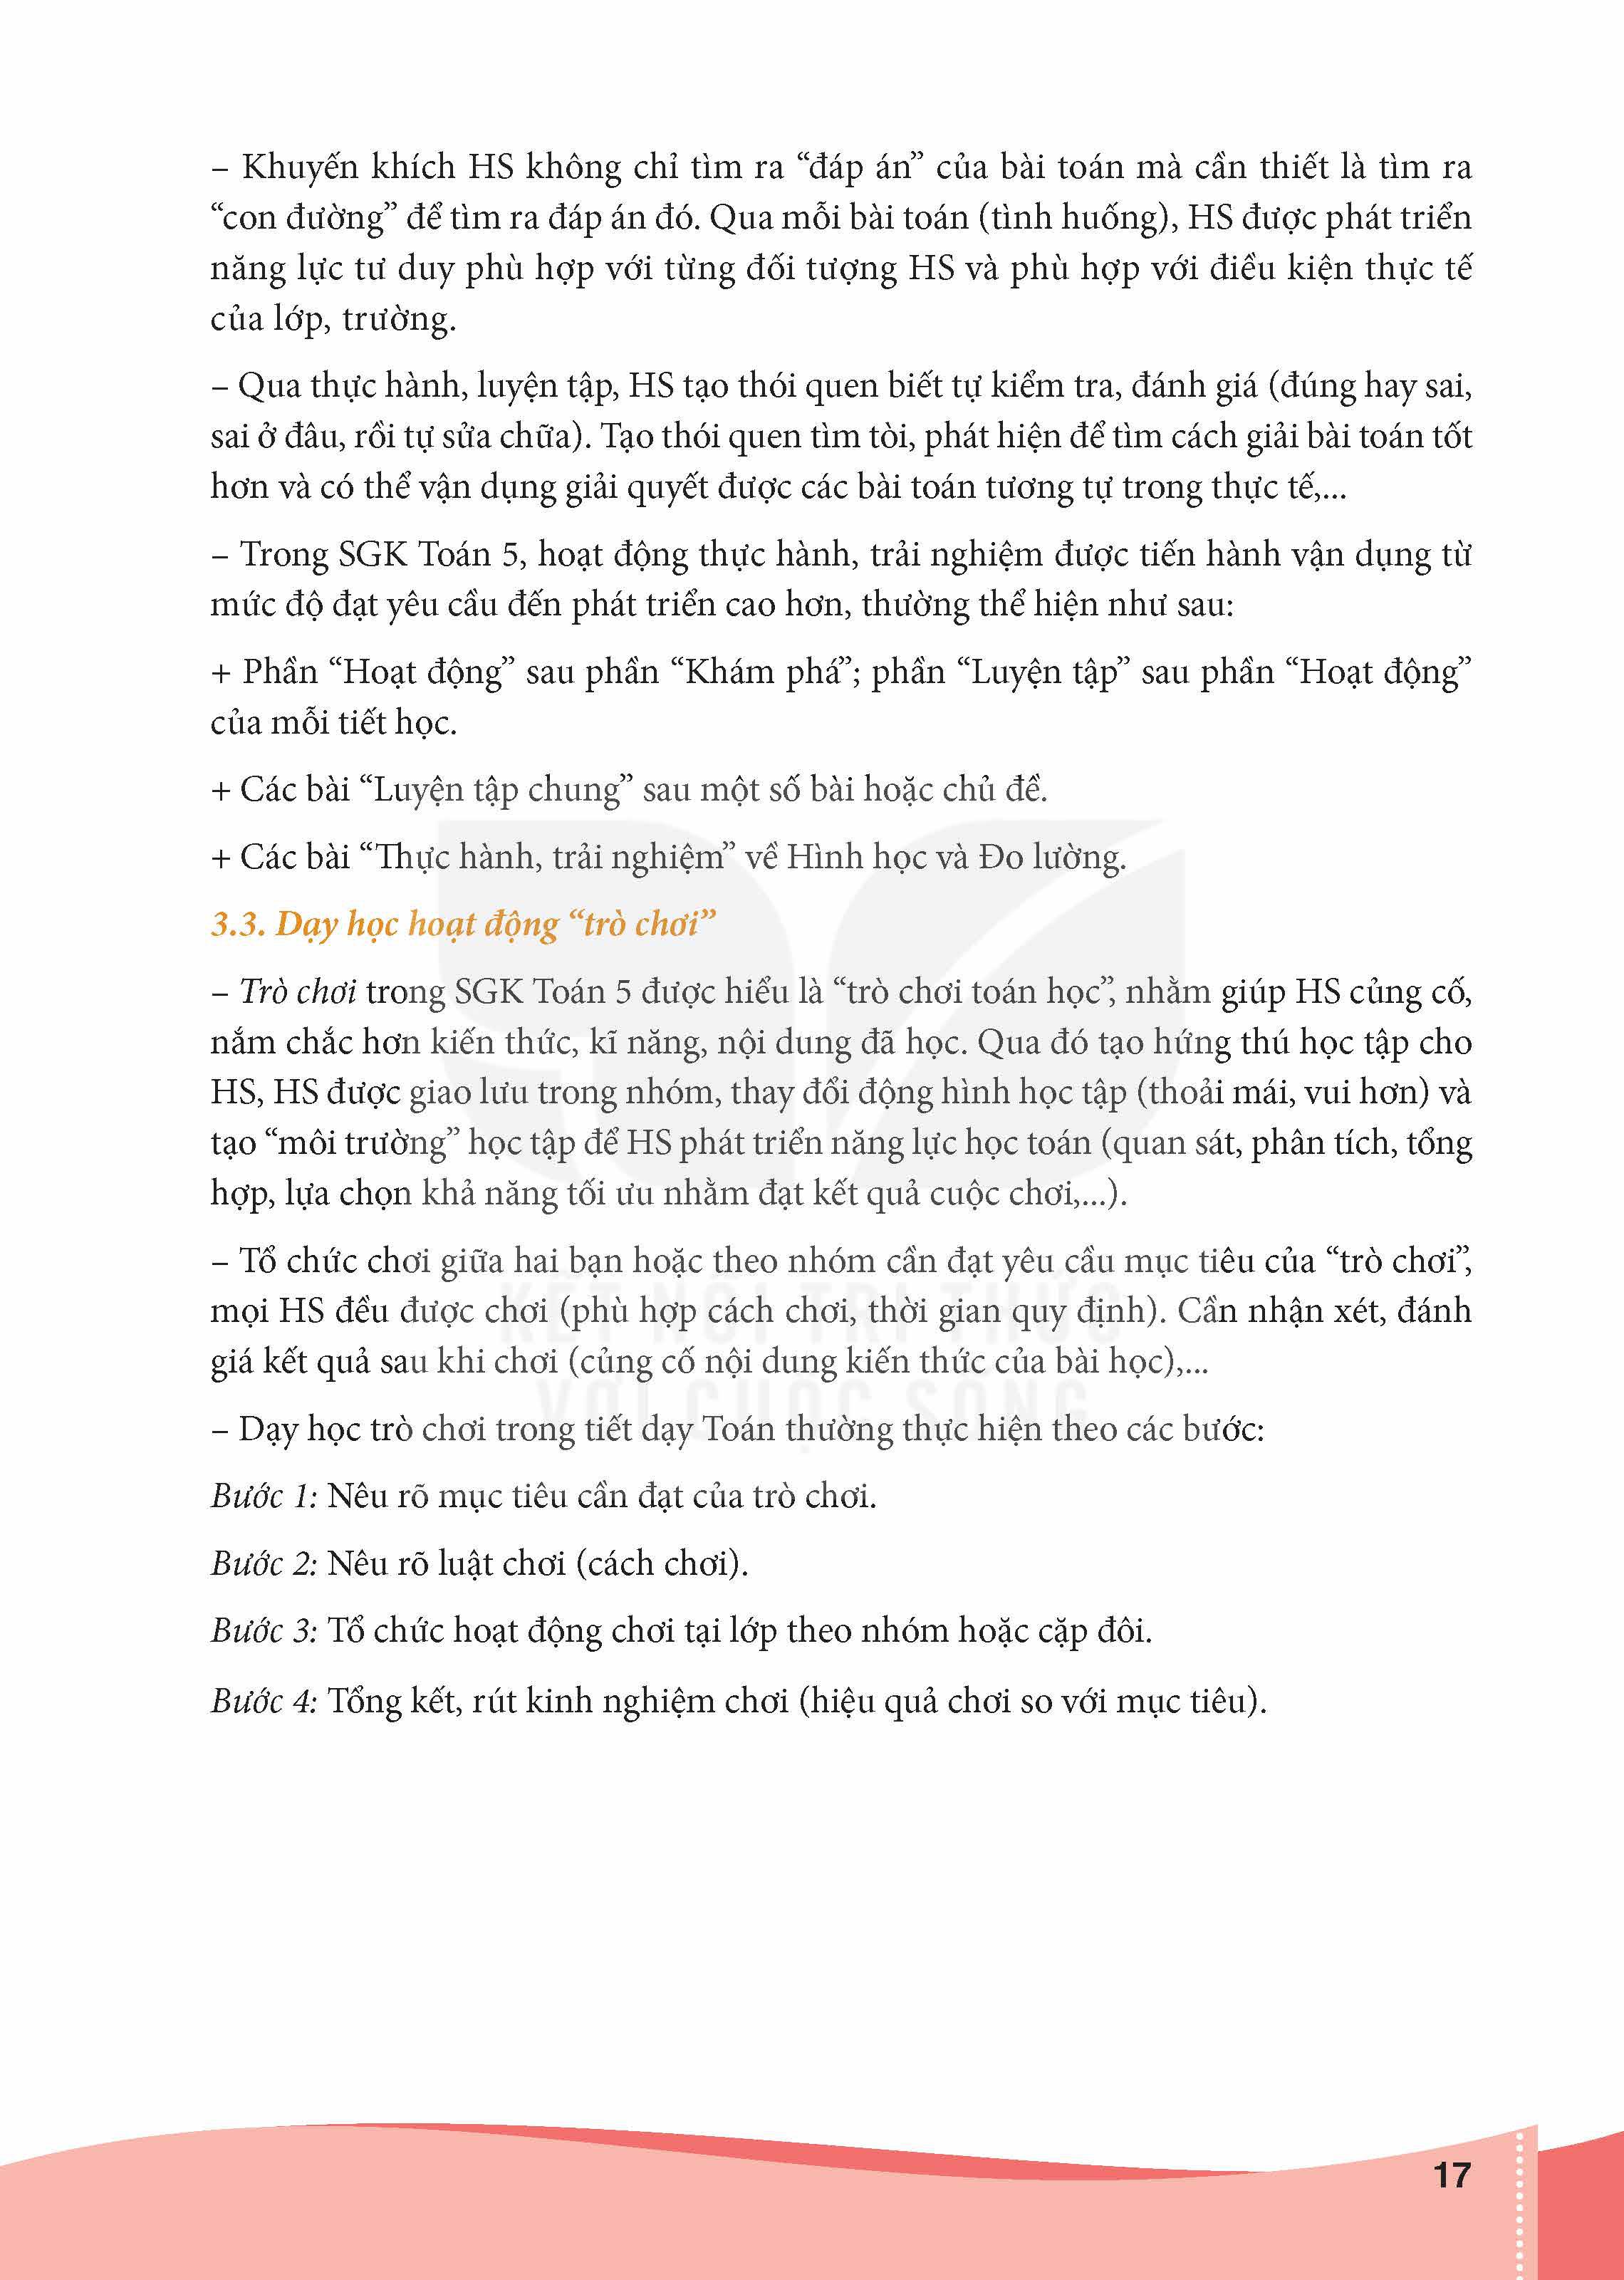 – Khuyến khích HS không chỉ tìm ra “đáp án” của bài toán mà cần thiết là tìm ra
“con đường” để tìm ra đáp án đó. Qua mỗi bài toán (tình huống), HS được phát triển
năng lực tư duy phù hợp với từng đối tượng HS và phù hợp với điều kiện thực tế
của lớp, trường.
– Qua thực hành, luyện tập, HS tạo thói quen biết tự kiểm tra, đánh giá (đúng hay sai,
sai ở đâu, rồi tự sửa chữa). Tạo thói quen tìm tòi, phát hiện để tìm cách giải bài toán tốt
hơn và có thể vận dụng giải quyết được các bài toán tương tự trong thực tế,...
– Trong SGK Toán 5, hoạt động thực hành, trải nghiệm được tiến hành vận dụng từ
mức độ đạt yêu cầu đến phát triển cao hơn, thường thể hiện như sau:
+ Phần “Hoạt động” sau phần “Khám phá”; phần “Luyện tập” sau phần “Hoạt động”
của mỗi tiết học.
+ Các bài “Luyện tập chung” sau một số bài hoặc chủ đề.
+ Các bài “Thực hành, trải nghiệm” về Hình học và Đo lường.
3.3. Dạy học hoạt động “trò chơi”
– Trò chơi trong SGK Toán 5 được hiểu là “trò chơi toán học”, nhằm giúp HS củng cố,
nắm chắc hơn kiến thức, kĩ năng, nội dung đã học. Qua đó tạo hứng thú học tập cho
HS, HS được giao lưu trong nhóm, thay đổi động hình học tập (thoải mái, vui hơn) và
tạo “môi trường” học tập để HS phát triển năng lực học toán (quan sát, phân tích, tổng
hợp, lựa chọn khả năng tối ưu nhằm đạt kết quả cuộc chơi,...).
– Tổ chức chơi giữa hai bạn hoặc theo nhóm cần đạt yêu cầu mục tiêu của “trò chơi”,
mọi HS đều được chơi (phù hợp cách chơi, thời gian quy định). Cần nhận xét, đánh
giá kết quả sau khi chơi (củng cố nội dung kiến thức của bài học),...
– Dạy học trò chơi trong tiết dạy Toán thường thực hiện theo các bước:
Bước 1: Nêu rõ mục tiêu cần đạt của trò chơi.
Bước 2: Nêu rõ luật chơi (cách chơi).
Bước 3: Tổ chức hoạt động chơi tại lớp theo nhóm hoặc cặp đôi.
Bước 4: Tổng kết, rút kinh nghiệm chơi (hiệu quả chơi so với mục tiêu).
KẾT NỐI TRI THỨC
VỚI CUỘC SỐNG
17